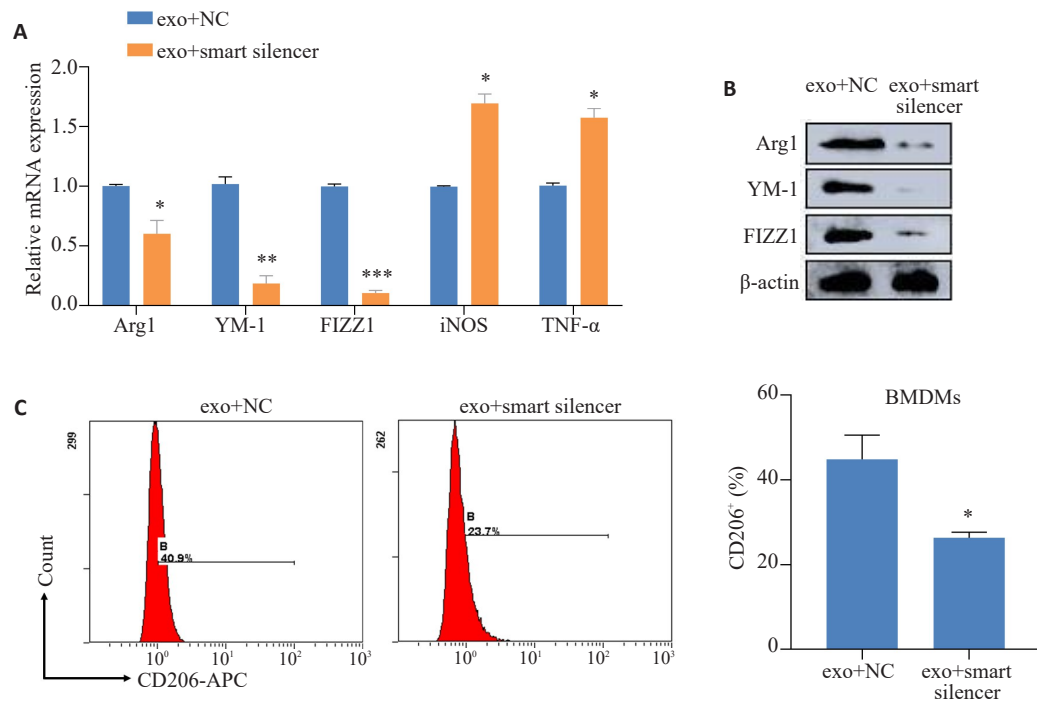 A
exo+NC
exo+smart silencer
Relative mRNA expression
2.0
1.5
1.0
0.5
0.0
*
**
***
*
*
Arg1
YM-1
FIZZ1
iNOS
TNF-α
B
exo+NC
exo+smart
silencer
Arg1
YM-1
FIZZ1
β-actin
C
exo+NC
299
B
40.9%
Count
10⁰
10¹
10²
10³
CD206-APC
exo+smart silencer
262
B
23.7%
10⁰
10¹
10²
10³
BMDMs
CD206⁺ (%)
60
40
20
0
*
exo+NC
exo+smart
silencer